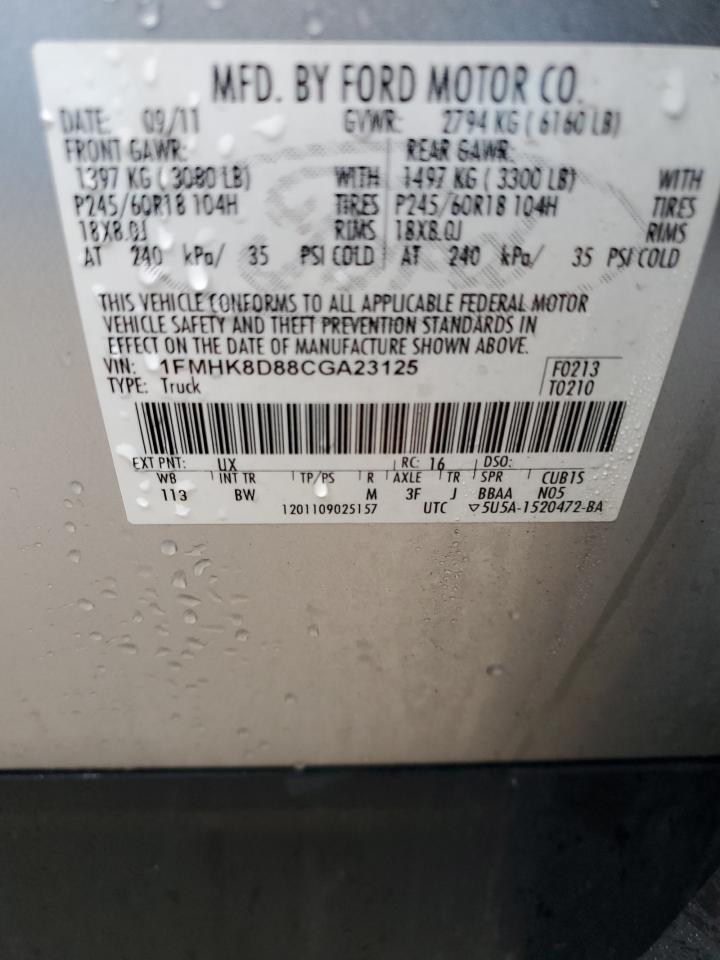 MFD. BY FORD MOTOR CO.
DATE: 09/11 GVWR: 2794 KG ( 6160 LB)
FRONT GAWR: REAR GAWR:
1397 KG ( 3080 LB) WITH 1497 KG ( 3300 LB) WITH
P245/60R18 104H TIRES P245/60R18 104H TIRES
18X8.0J RIMS 18X8.0J RIMS
AT 240 kPa/ 35 PSI COLD AT 240 kPa/ 35 PSI COLD
THIS VEHICLE CONFORMS TO ALL APPLICABLE FEDERAL MOTOR
VEHICLE SAFETY AND THEFT PREVENTION STANDARDS IN
EFFECT ON THE DATE OF MANUFACTURE SHOWN ABOVE.
VIN: 1FMHK8D88CGA23125 F0213
TYPE: Truck T0210
EXT PNT: UX RC: 16 DSO:
WB INT TR TP/PS R AXLE TR SPR CUB1S
113 BW M 3F J BBAA N05
1201109025157 UTC ▽5U5A-1520472-BA